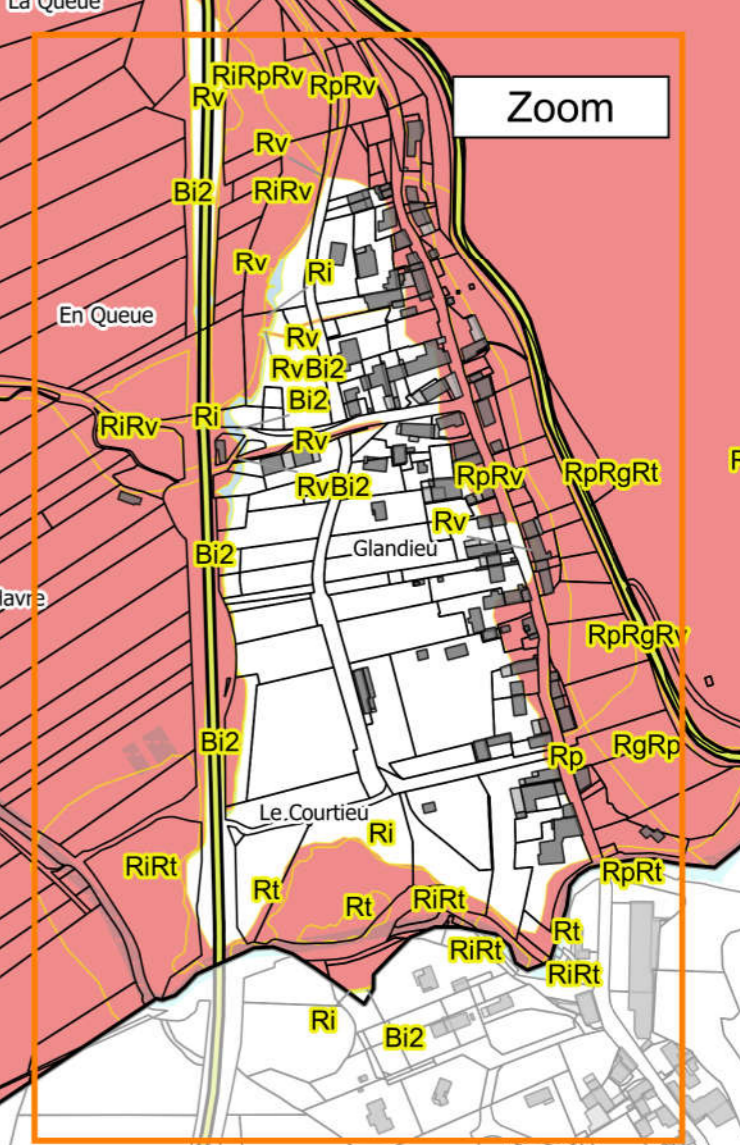 La Queue
Zoom
RiRpRv
RpRv
Rv
Rv
Bi2
RiRv
Rv
Ri
En Queue
Rv
RvBi2
Bi2
Ri
RiRv
Rv
RpRv
RpRgRt
RvBi2
Rv
Glandieu
Bi2
lavre
RpRgRv
Bi2
RgRp
Rp
Le Courtieu
Ri
RiRt
RpRt
Rt
RiRt
Rt
Rt
RiRt
RiRt
Ri
Bi2